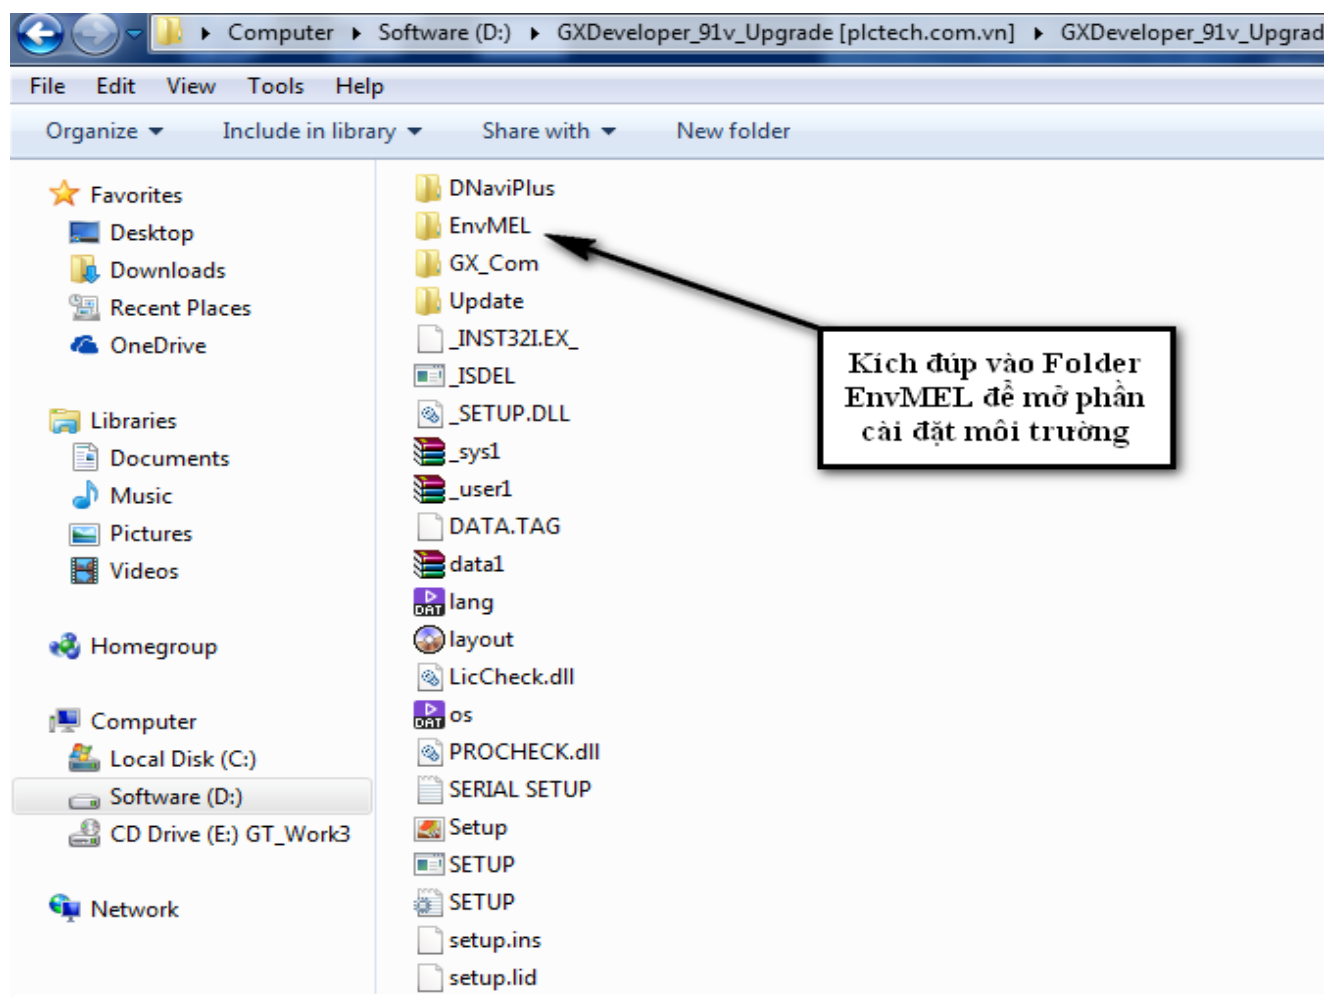 Computer Software (D:) GXDeveloper_91v_Upgrade [plctech.com.vn] GXDeveloper_91v_Upgrad
File Edit View Tools Help
Organize Include in library Share with New folder
Favorites
Desktop
Downloads
Recent Places
OneDrive
Libraries
Documents
Music
Pictures
Videos
Homegroup
Computer
Local Disk (C:)
Software (D:)
CD Drive (E:) GT_Work3
Network
DNaviPlus
EnvMEL
GX_Com
Update
_INST32I.EX_
_ISDEL
_SETUP.DLL
_sys1
_user1
DATA.TAG
data1
DAT lang
layout
LicCheck.dll
DAT os
PROCHECK.dll
SERIAL SETUP
Setup
SETUP
SETUP
setup.ins
setup.lid
Kích đúp vào Folder
EnvMEL để mở phần
cài đặt môi trường